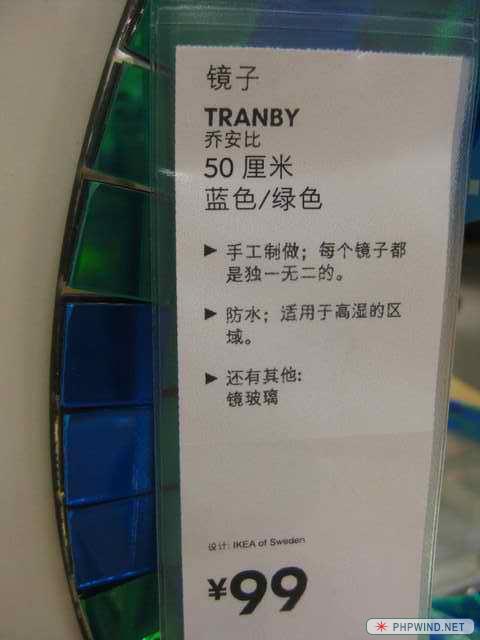 镜子
TRANBY
乔安比
50 厘米
蓝色/绿色
▶ 手工制做；每个镜子都
是独一无二的。
▶ 防水；适用于高湿的区
域。
▶ 还有其他:
镜玻璃
设计: IKEA of Sweden
¥99
PHPWIND.NET